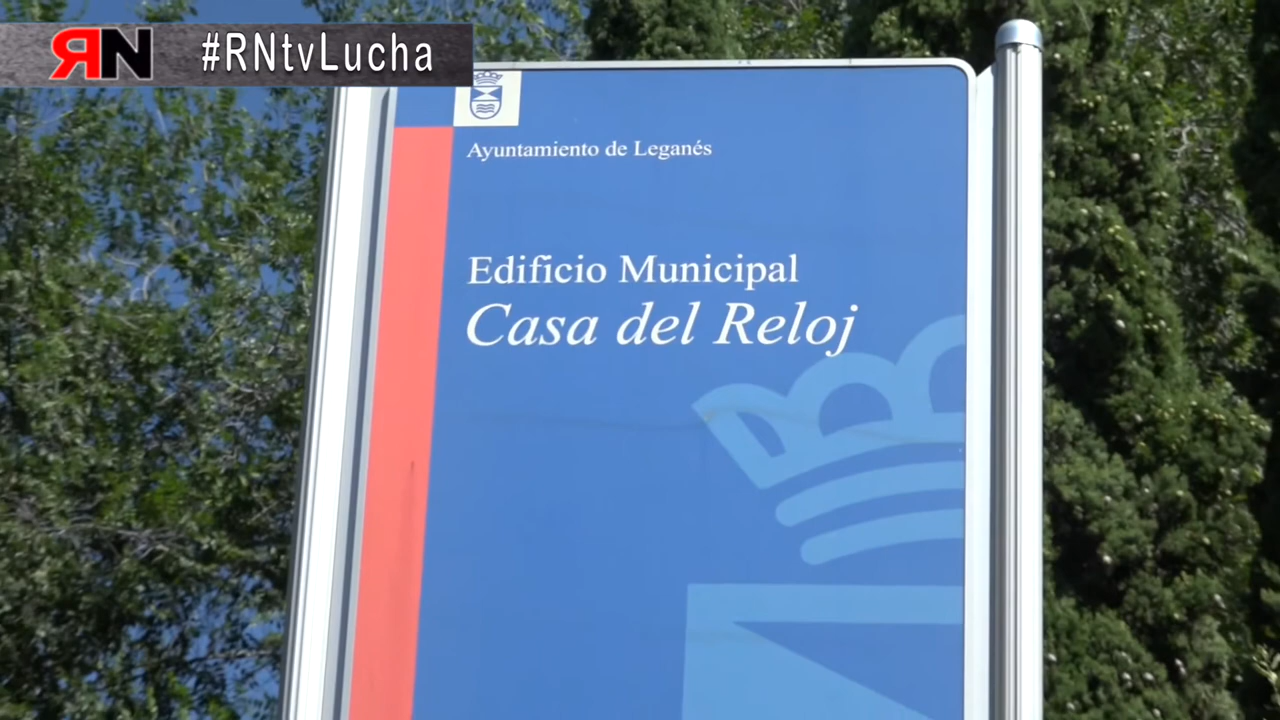 RN #RNtvLucha
Ayuntamiento de Leganés
Edificio Municipal
Casa del Reloj